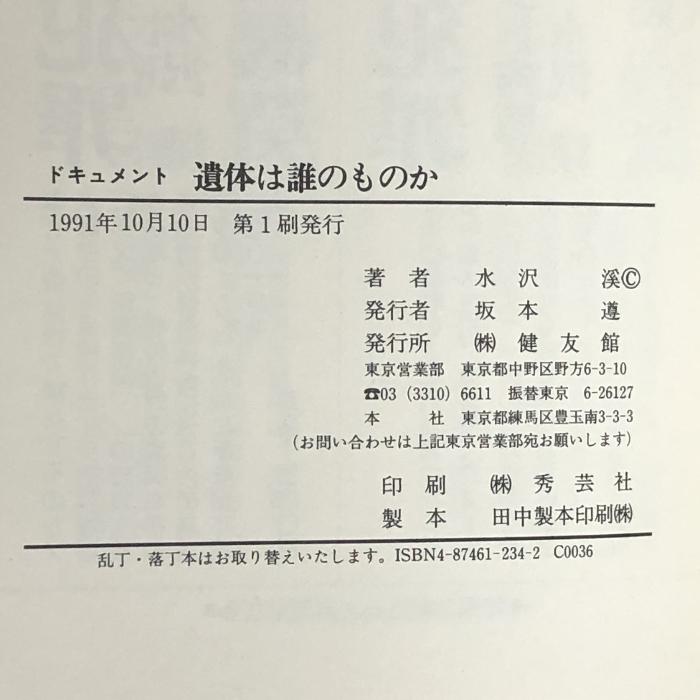 ドキュメント 遺体は誰のものか
1991年10月10日 第1刷発行
著者 水沢 溪©
発行者 坂本 遵
発行所 ㈱ 健友館
東京営業部 東京都中野区野方6-3-10
☎03 (3310) 6611 振替東京 6-26127
本社 東京都練馬区豊玉南3-3-3
(お問い合わせは上記東京営業部宛お願いします)
印刷 ㈱ 秀芸社
製本 田中製本印刷㈱
乱丁・落丁本はお取り替えいたします。ISBN4-87461-234-2 C0036